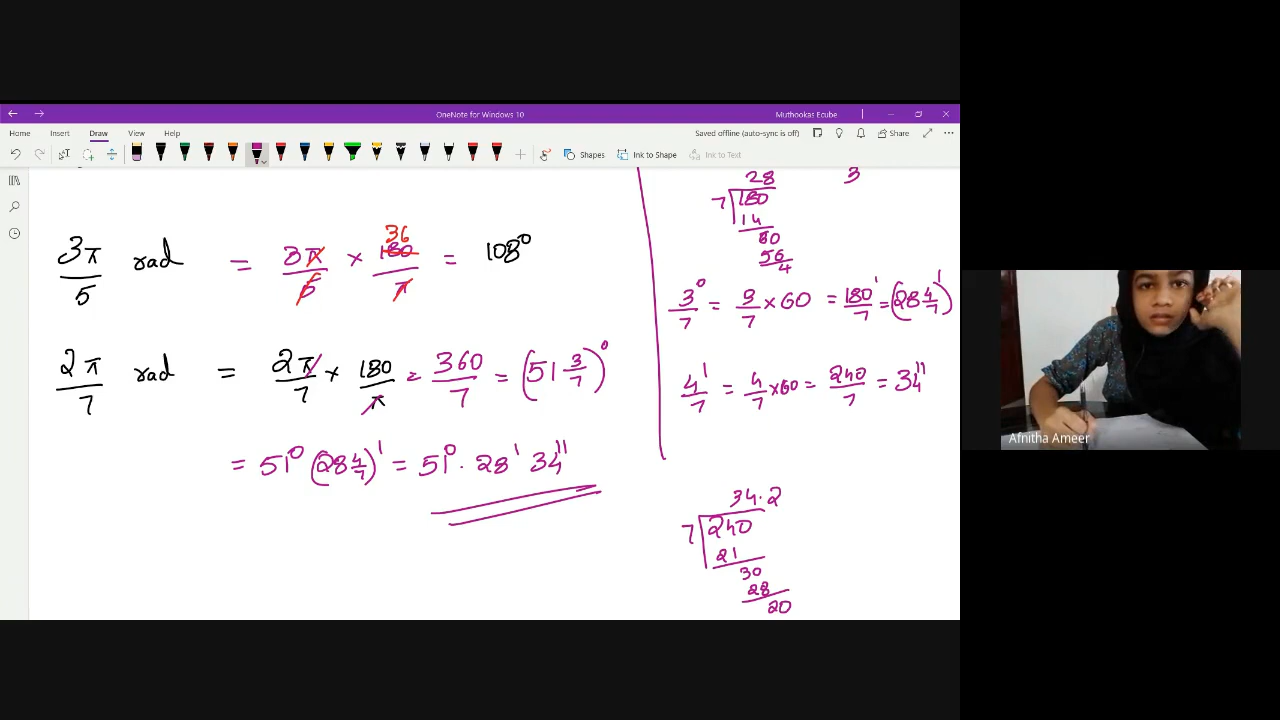 OneNote for Windows 10
Muthookas Ecube
Home Insert Draw View Help
Saved offline (auto-sync is off)
Share
Shapes
Ink to Shape
Ink to Text
3π/5 rad = 3π/5 × 180/π = 108°
36
2π/7 rad = 2π/7 × 180/π = 360/7 = (51 3/7)°
= 51° (28 4/7)' = 51° · 28' 34''
28
7 180
14
60
56
4
3
3/7° = 3/7 × 60 = 180/7' = (28 4/7)'
4/7' = 4/7 × 60 = 240/7 = 34''
34·2
7 240
21
30
28
20
Afnitha Ameer